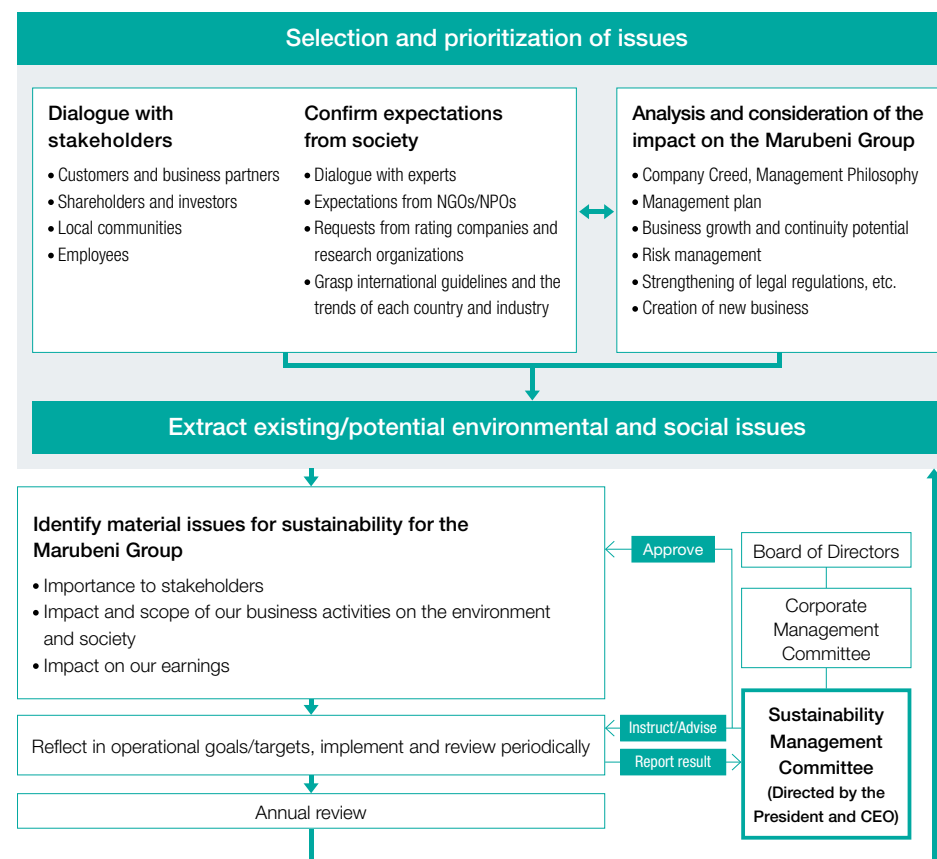 Selection and prioritization of issues
Dialogue with
stakeholders
• Customers and business partners
• Shareholders and investors
• Local communities
• Employees
Confirm expectations
from society
• Dialogue with experts
• Expectations from NGOs/NPOs
• Requests from rating companies and
research organizations
• Grasp international guidelines and the
trends of each country and industry
Analysis and consideration of the
impact on the Marubeni Group
• Company Creed, Management Philosophy
• Management plan
• Business growth and continuity potential
• Risk management
• Strengthening of legal regulations, etc.
• Creation of new business
Extract existing/potential environmental and social issues
Identify material issues for sustainability for the
Marubeni Group
• Importance to stakeholders
• Impact and scope of our business activities on the environment
and society
• Impact on our earnings
Approve
Board of Directors
Corporate
Management
Committee
Reflect in operational goals/targets, implement and review periodically
Instruct/Advise
Report result
Sustainability
Management
Committee
(Directed by the
President and CEO)
Annual review